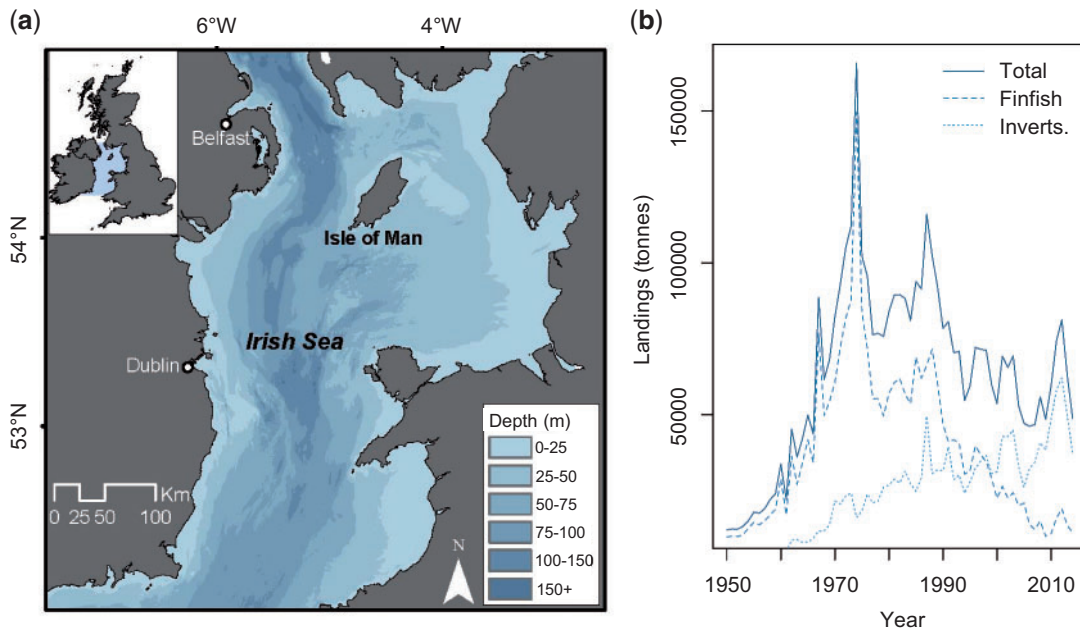 (a)
6°W
4°W
54°N
53°N
Belfast
Isle of Man
Irish Sea
Dublin
Km
0 25 50 100
N
Depth (m)
0-25
25-50
50-75
75-100
100-150
150+
(b)
Total
Finfish
Inverts.
Landings (tonnes)
150000
100000
50000
1950 1970 1990 2010
Year